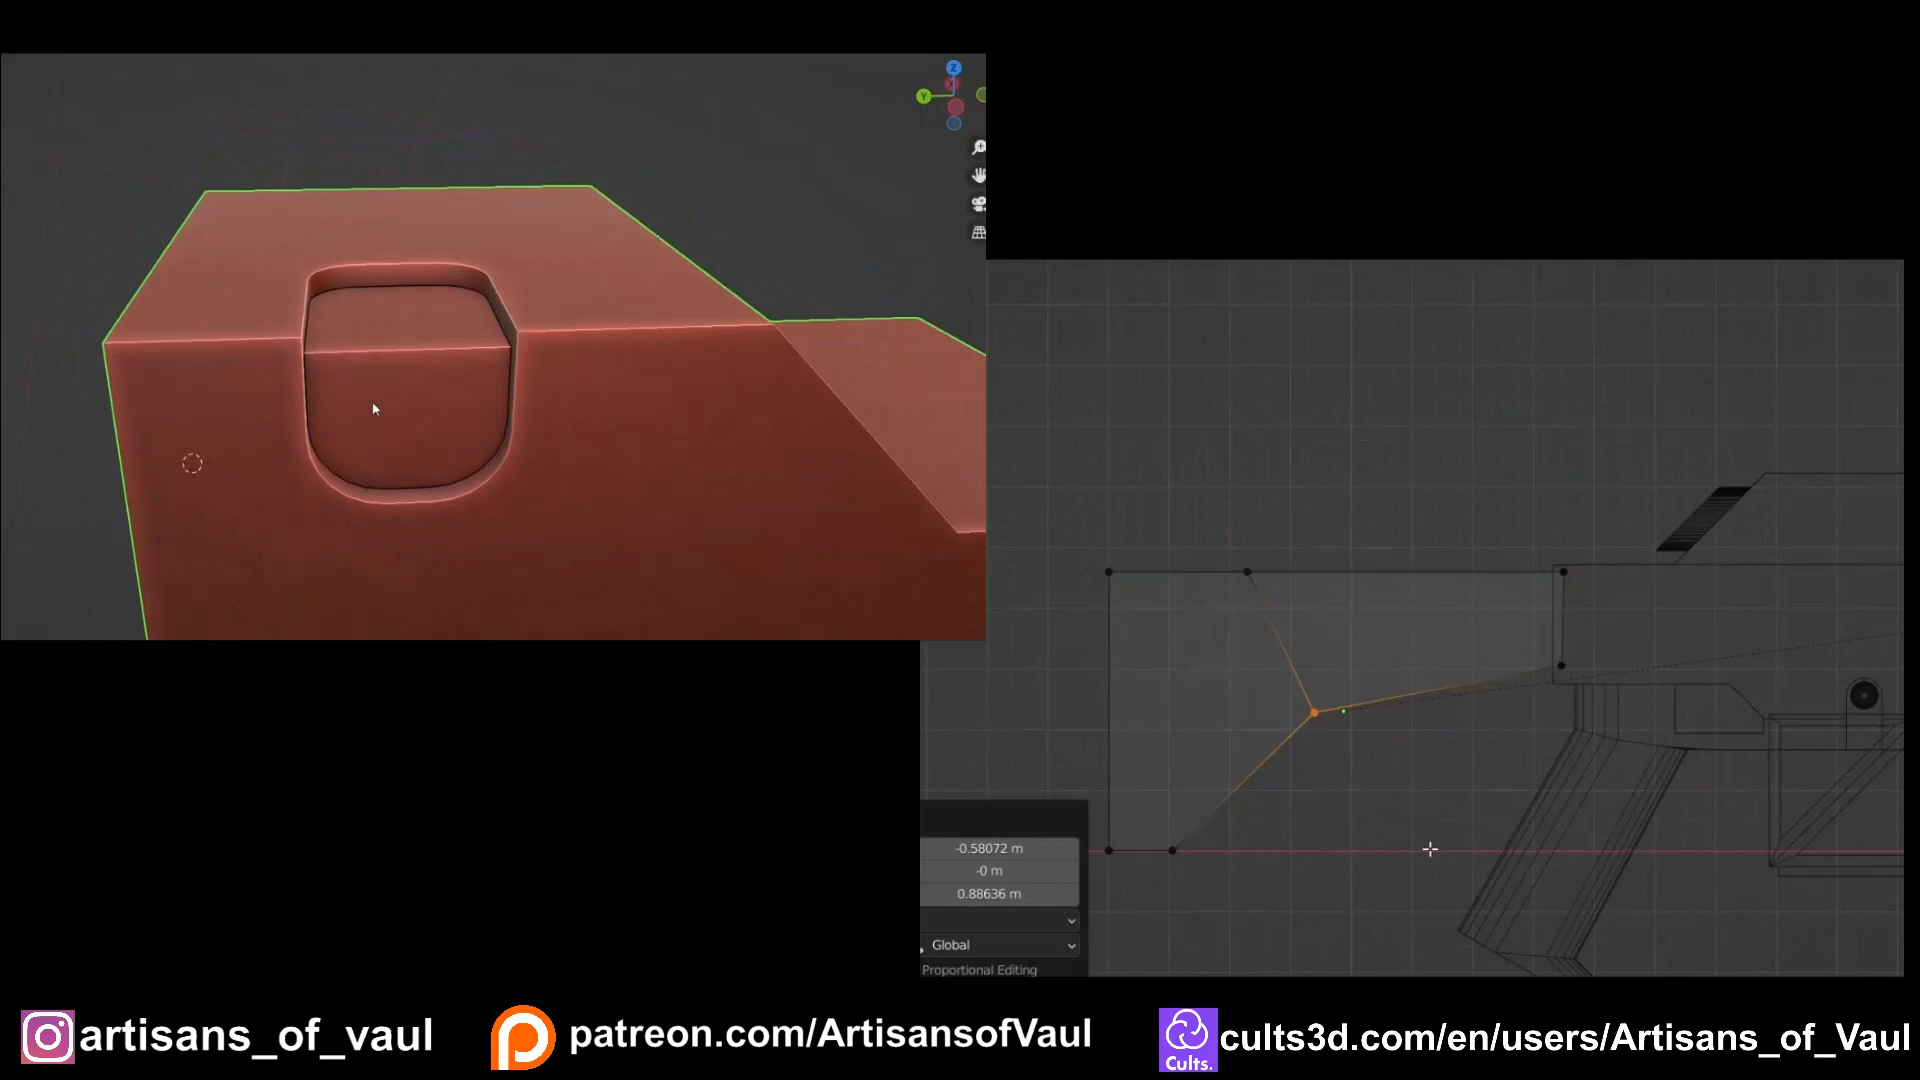 Z
Y
-0.58072 m
-0 m
0.88636 m
Global
Proportional Editing
artisans_of_vaul
patreon.com/ArtisansofVaul
Cults.
cults3d.com/en/users/Artisans_of_Vaul